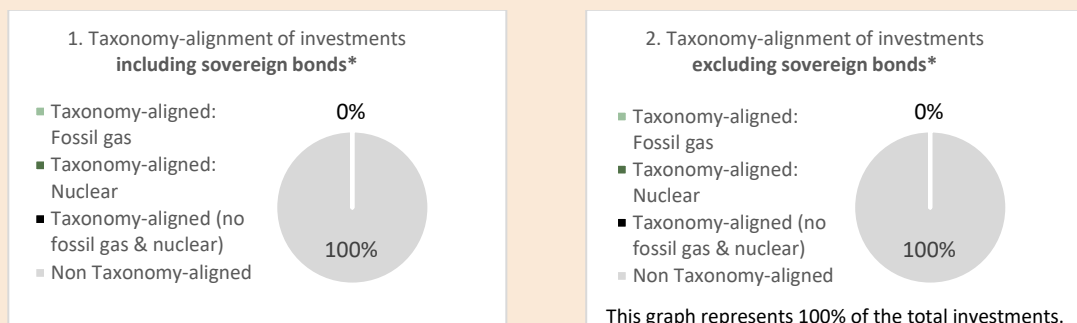 1. Taxonomy-alignment of investments
including sovereign bonds*
Taxonomy-aligned:
Fossil gas
Taxonomy-aligned:
Nuclear
Taxonomy-aligned (no
fossil gas & nuclear)
Non Taxonomy-aligned
0%
100%
2. Taxonomy-alignment of investments
excluding sovereign bonds*
Taxonomy-aligned:
Fossil gas
Taxonomy-aligned:
Nuclear
Taxonomy-aligned (no
fossil gas & nuclear)
Non Taxonomy-aligned
0%
100%
This graph represents 100% of the total investments.